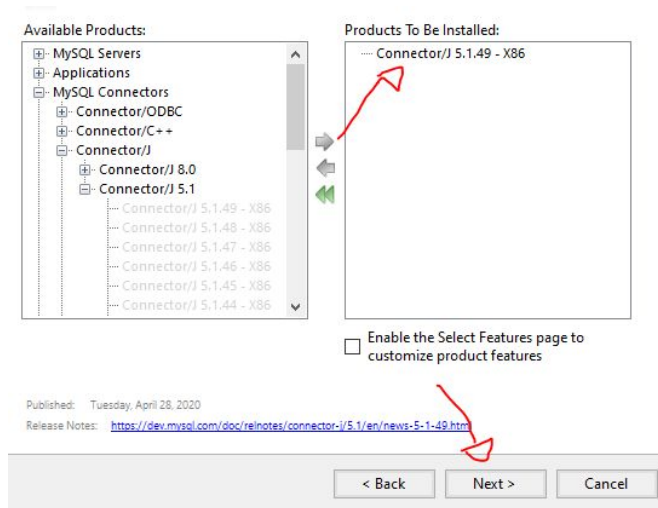 Available Products:
MySQL Servers
Applications
MySQL Connectors
Connector/ODBC
Connector/C++
Connector/J
Connector/J 8.0
Connector/J 5.1
Connector/J 5.1.49 - X86
Connector/J 5.1.48 - X86
Connector/J 5.1.47 - X86
Connector/J 5.1.46 - X86
Connector/J 5.1.45 - X86
Connector/J 5.1.44 - X86
Products To Be Installed:
Connector/J 5.1.49 - X86
Enable the Select Features page to
customize product features
Published: Tuesday, April 28, 2020
Release Notes: https://dev.mysql.com/doc/relnotes/connector-j/5.1/en/news-5-1-49.html
< Back Next > Cancel